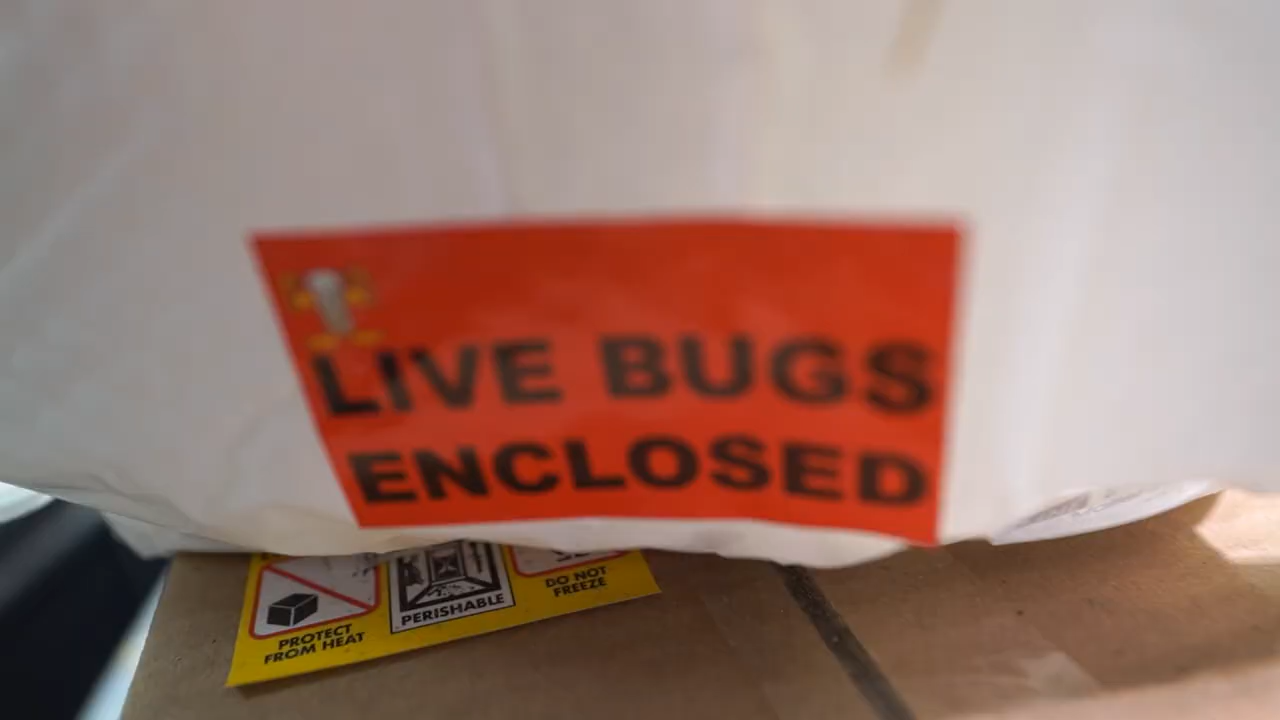 LIVE BUGS
ENCLOSED
PROTECT
FROM HEAT
PERISHABLE
DO NOT
FREEZE